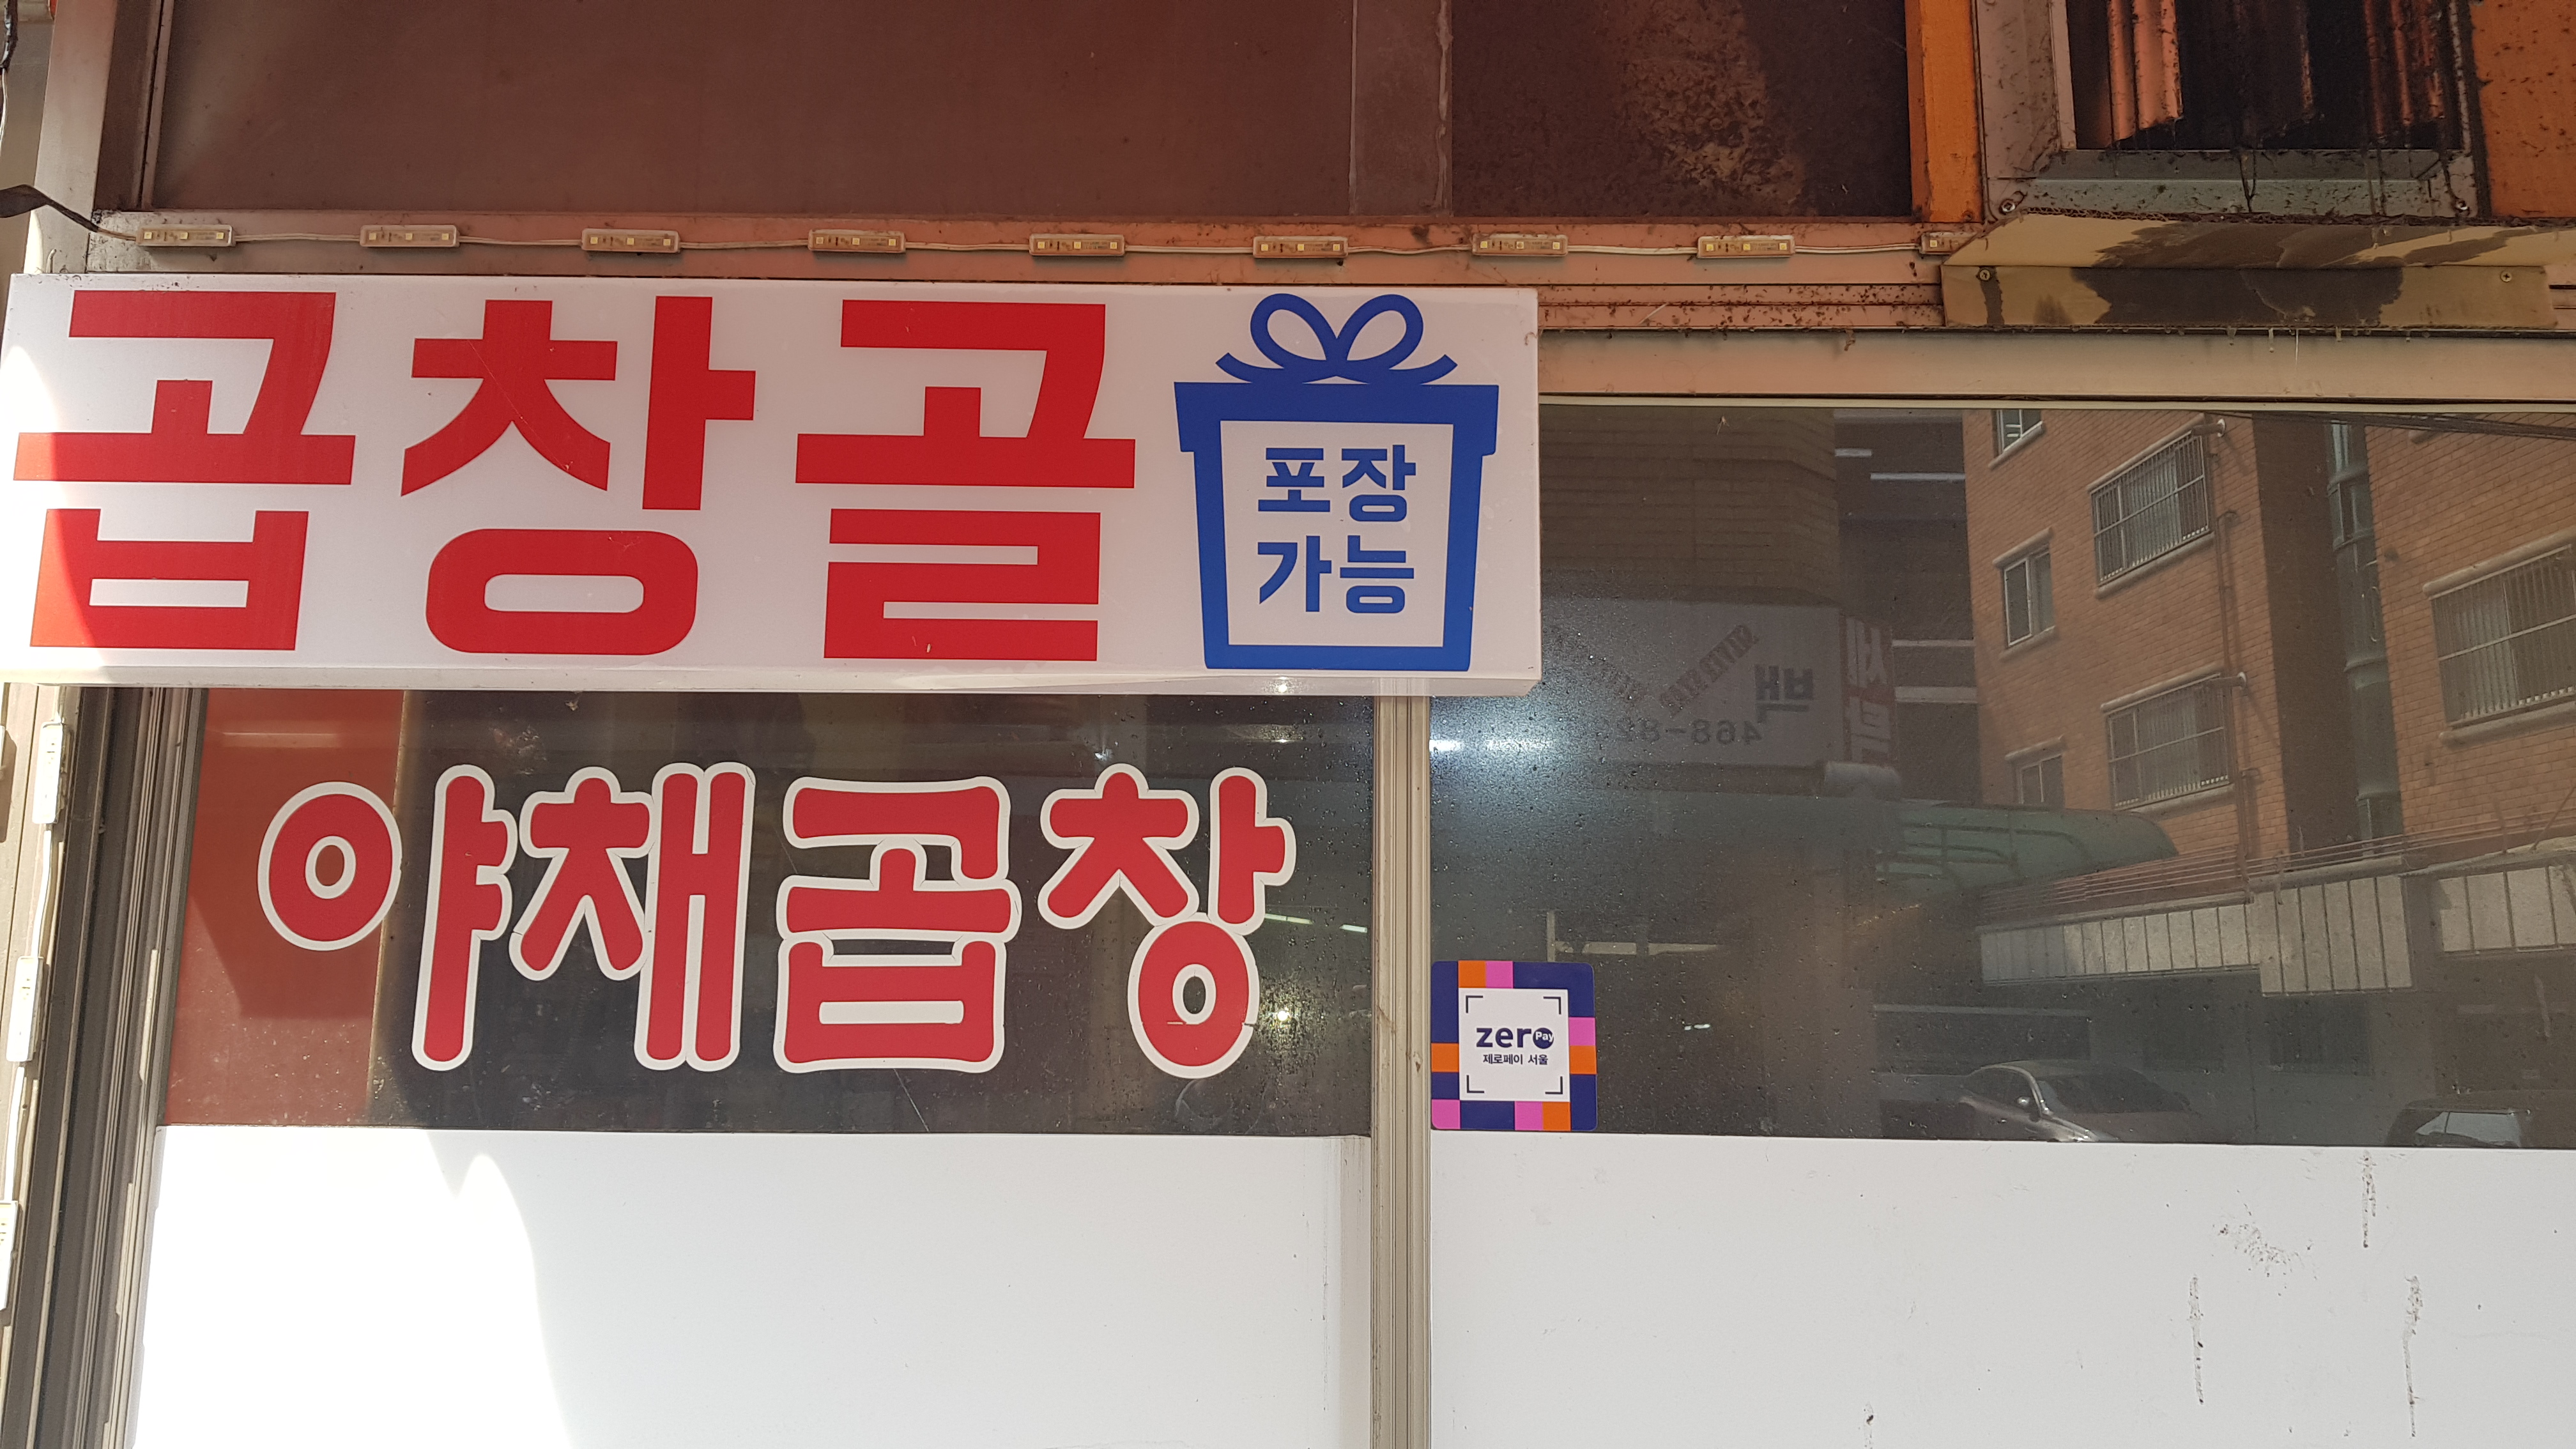 곱창골
포장
가능
야채곱창
zero Pay
제로페이 서울